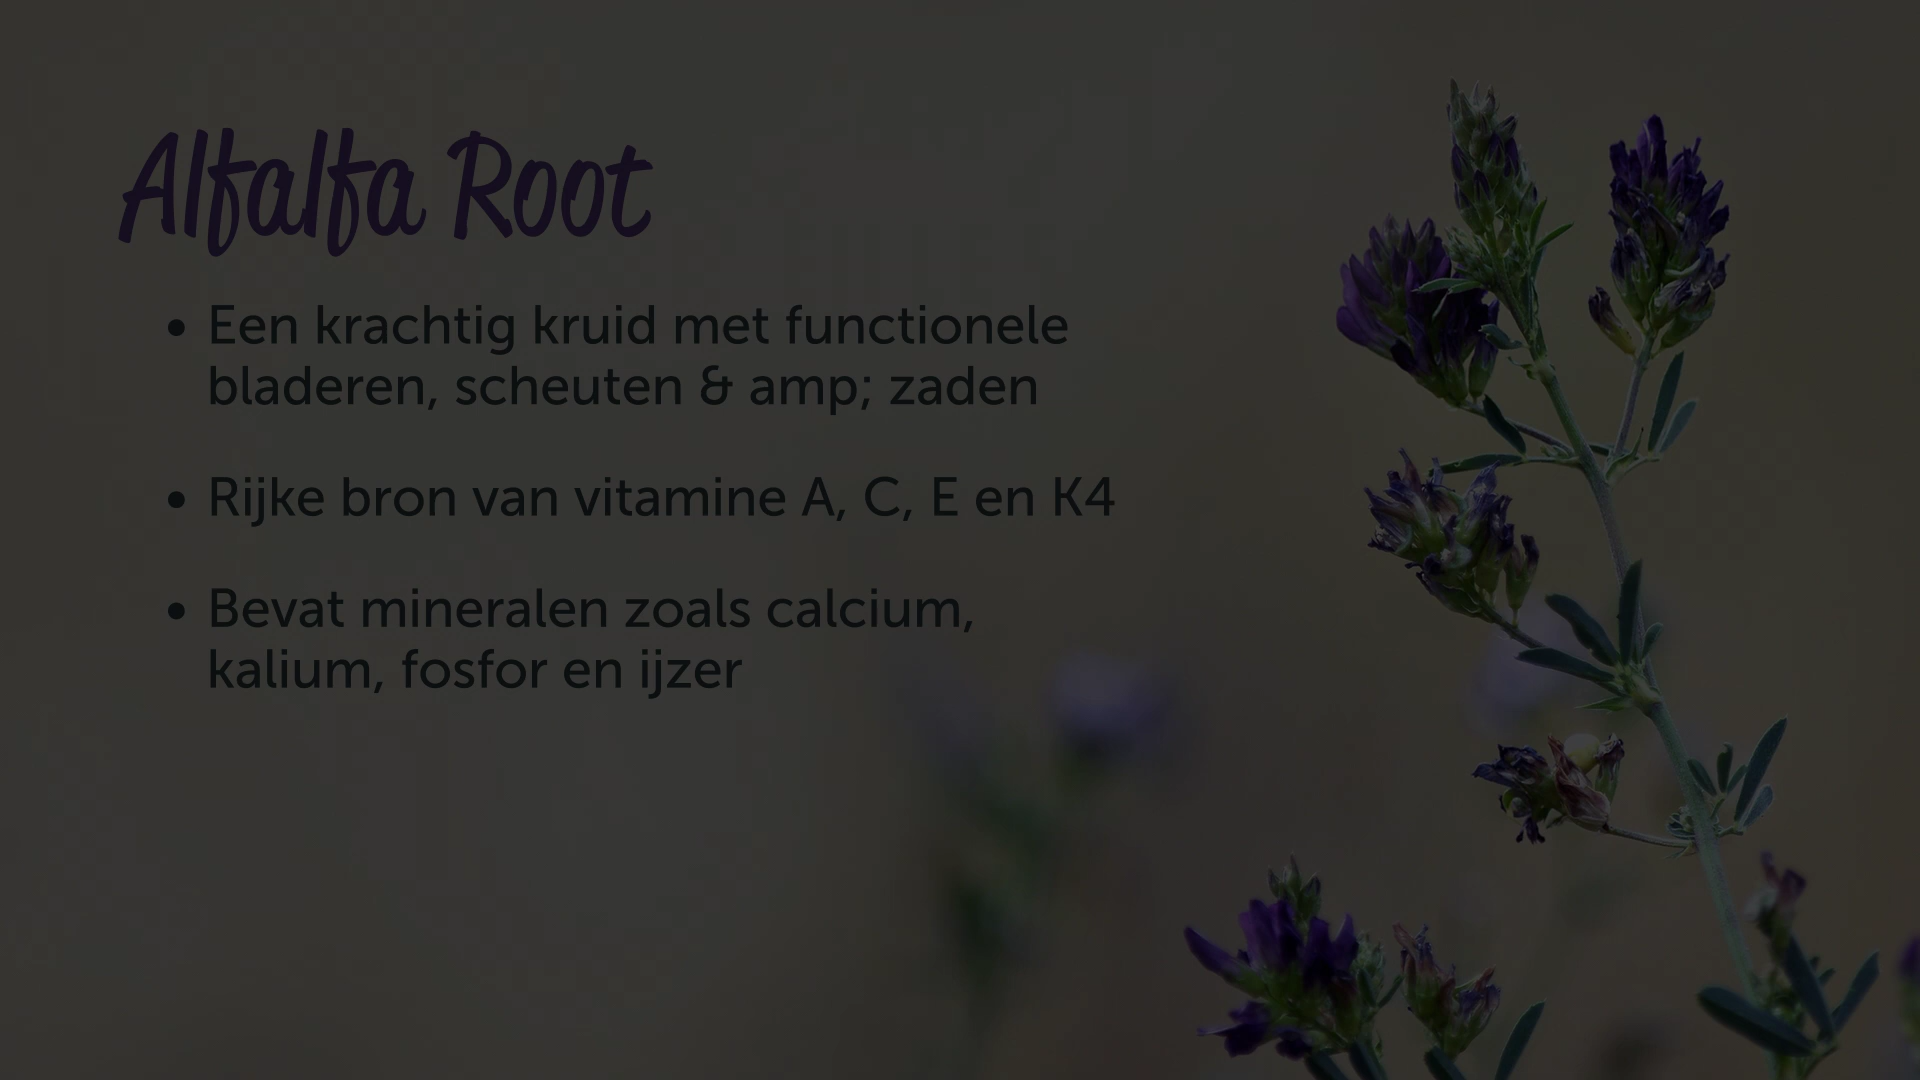 Alfalfa Root
• Een krachtig kruid met functionele
bladeren, scheuten & amp; zaden
• Rijke bron van vitamine A, C, E en K4
• Bevat mineralen zoals calcium,
kalium, fosfor en ijzer